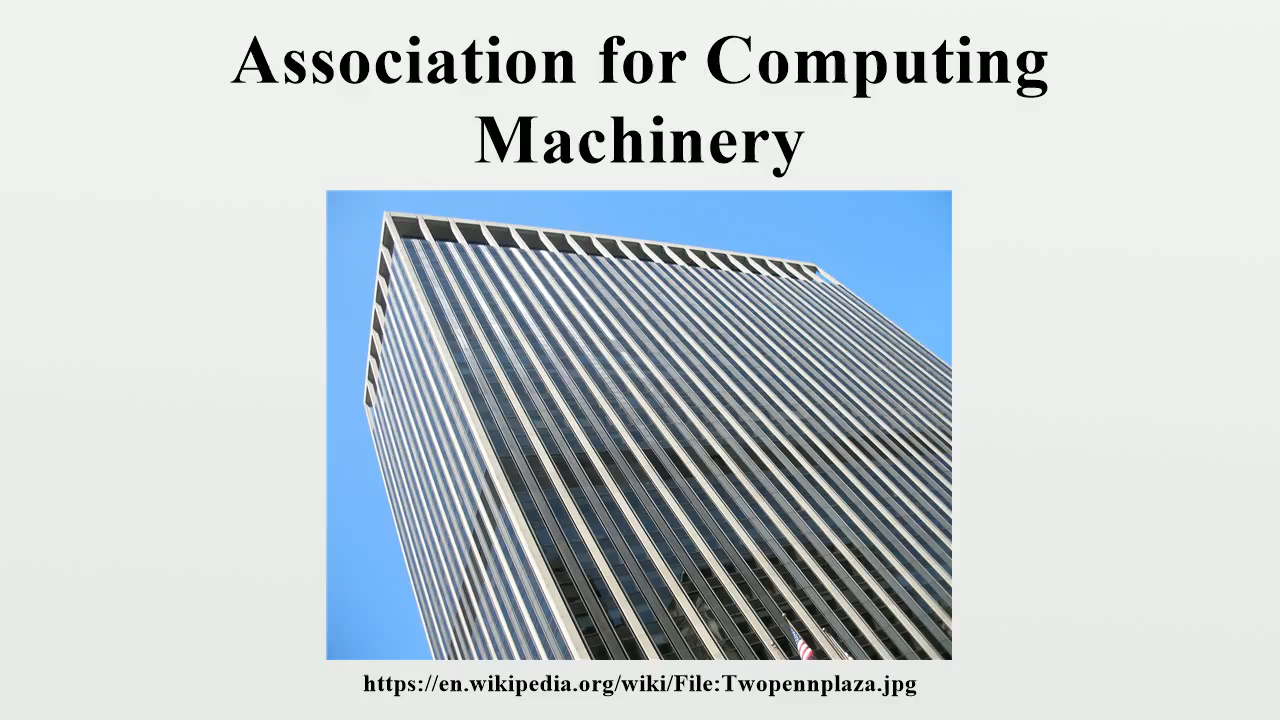 Association for Computing
Machinery
https://en.wikipedia.org/wiki/File:Twopennplaza.jpg